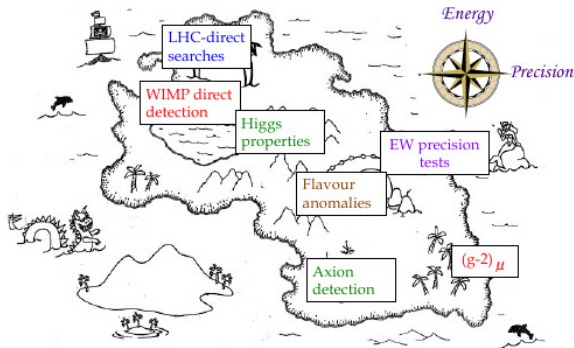 Energy
Precision
LHC-direct
searches
WIMP direct
detection
Higgs
properties
EW precision
tests
Flavour
anomalies
(g-2) μ
Axion
detection